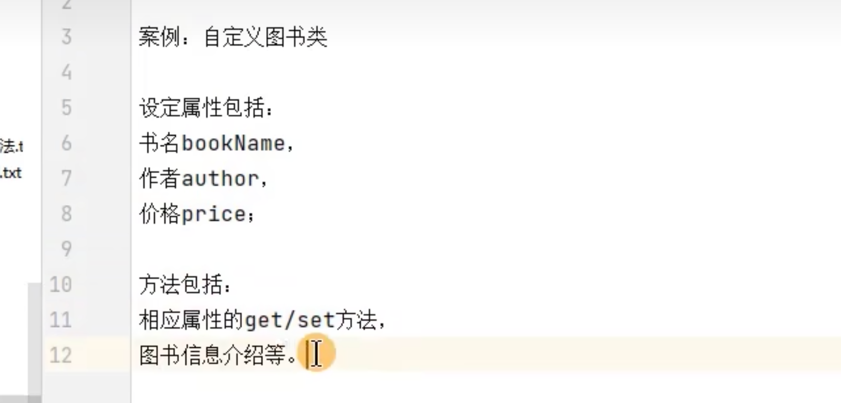 2
3 案例：自定义图书类
4
5 设定属性包括：
法.t 6 书名bookName，
.txt 7 作者author，
8 价格price；
9
10 方法包括：
11 相应属性的get/set方法，
12 图书信息介绍等。